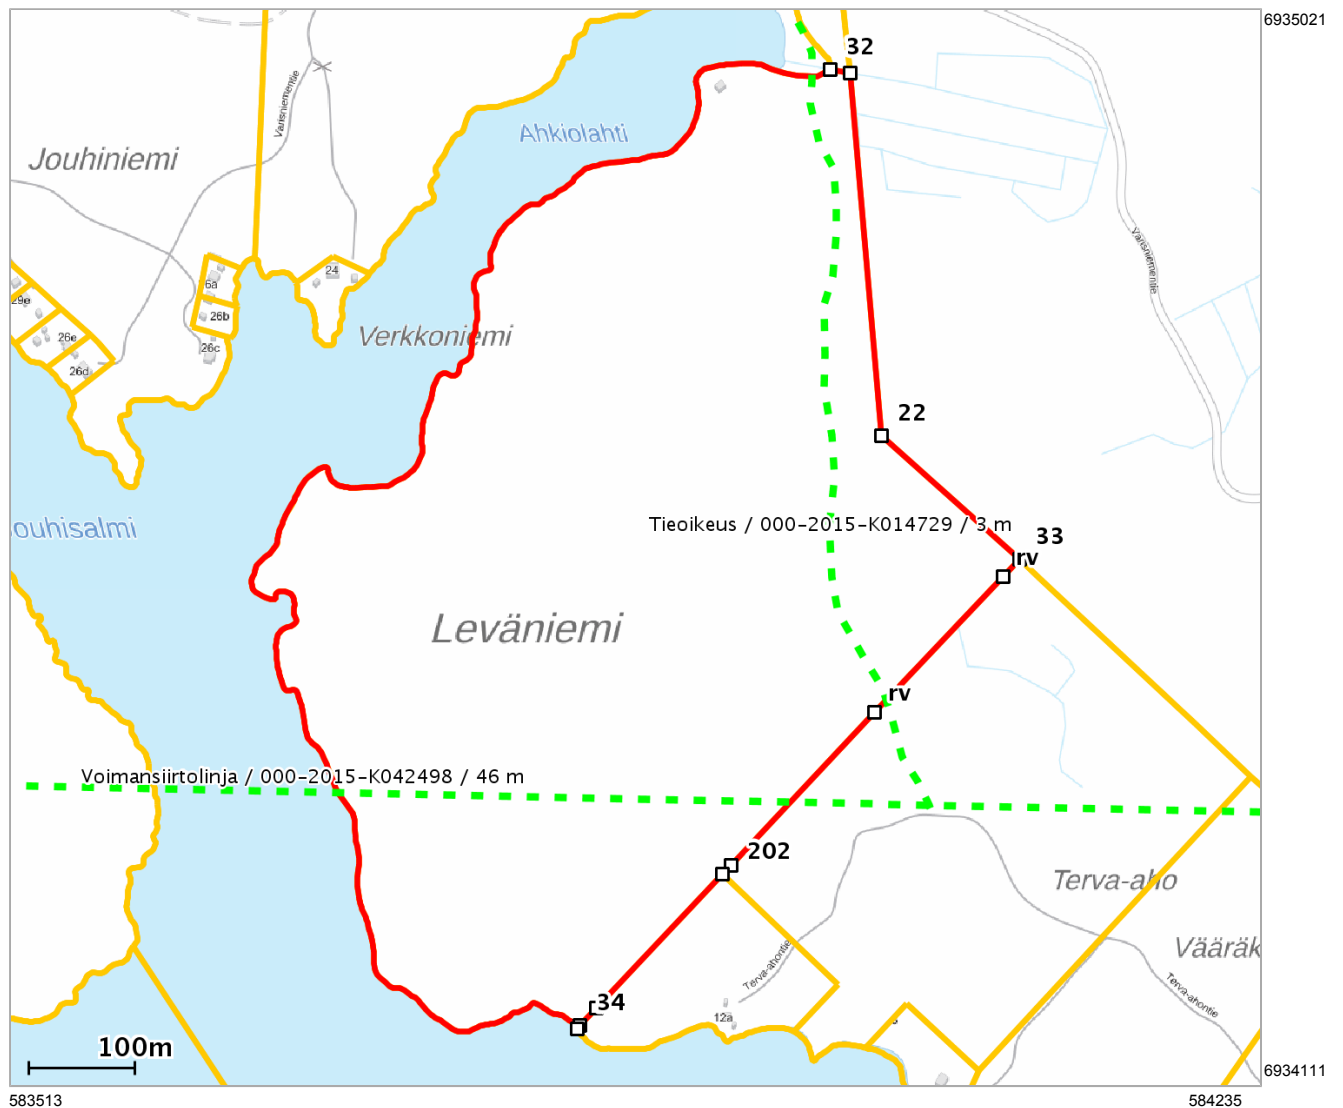 6935021
32
Varisniementie
Ahkiolahti
Jouhiniemi
Varisniementie
24
6a
29e
26b
Verkkoniemi
26e
26c
26d
22
Tieoikeus / 000-2015-K014729 / 3 m
ouhisalmi
33
rv
Leväniemi
rv
Voimansiirtolinja / 000-2015-K042498 / 46 m
202
Terva-aho
Vääräk
Terva-ahontie
Terva-ahontie
34
12a
100m
6934111
583513
584235